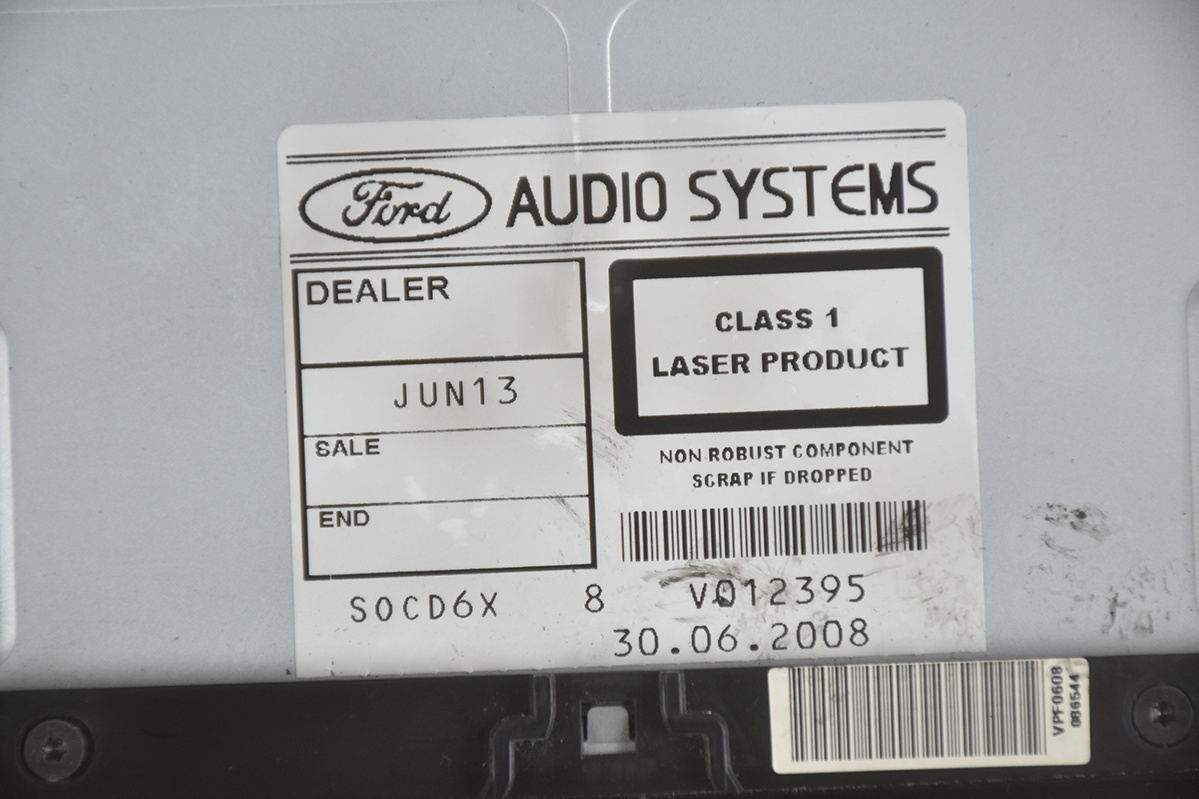 Ford AUDIO SYSTEMS
DEALER
JUN13
SALE
END
CLASS 1
LASER PRODUCT
NON-ROBUST COMPONENT
SCRAP IF DROPPED
SOCD6X 8 V012395
30.06.2008
VPF0608
086544